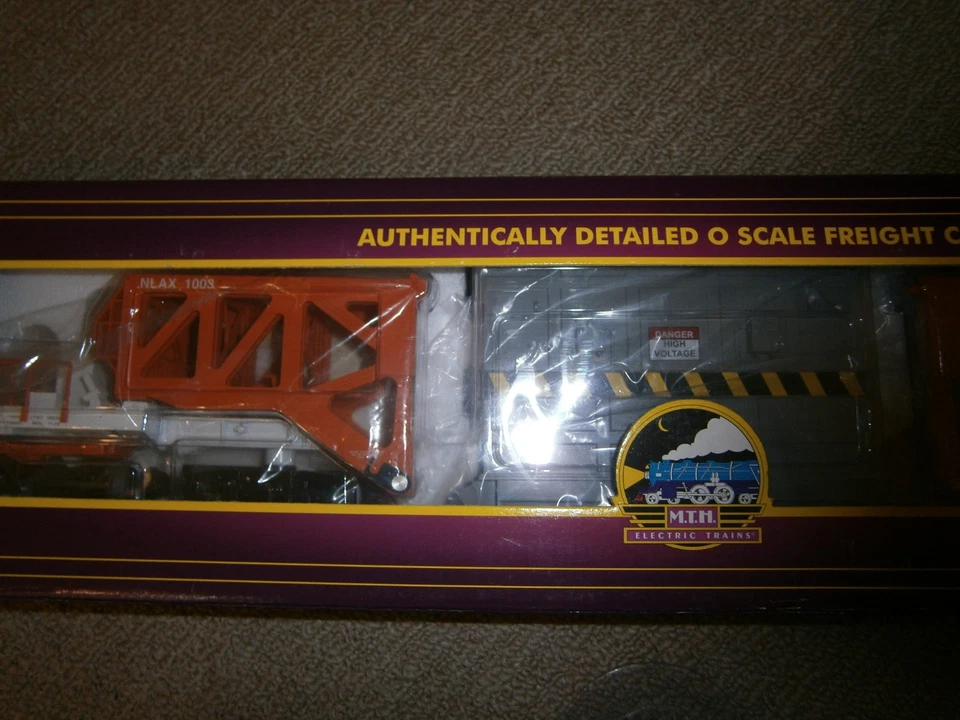 AUTHENTICALLY DETAILED O SCALE FREIGHT C
NLAX 1003
DANGER
HIGH
VOLTAGE
M.T.H.
ELECTRIC TRAINS